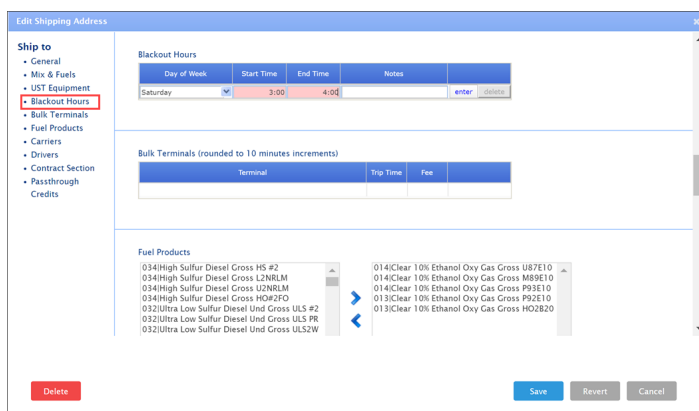 Edit Shipping Address
Ship to
General
Mix & Fuels
UST Equipment
Blackout Hours
Bulk Terminals
Fuel Products
Carriers
Drivers
Contract Section
Passthrough
Credits
Blackout Hours
Day of Week Start Time End Time Notes
Saturday 3:00 4:00 enter delete
Bulk Terminals (rounded to 10 minutes increments)
Terminal Trip Time Fee
Fuel Products
034|High Sulfur Diesel Gross HS #2
034|High Sulfur Diesel Gross L2NRLM
034|High Sulfur Diesel Gross U2NRLM
034|High Sulfur Diesel Gross HO#2FO
032|Ultra Low Sulfur Diesel Und Gross ULS #2
032|Ultra Low Sulfur Diesel Und Gross ULS PR
032|Ultra Low Sulfur Diesel Und Gross ULS2W
014|Clear 10% Ethanol Oxy Gas Gross U87E10
014|Clear 10% Ethanol Oxy Gas Gross M89E10
014|Clear 10% Ethanol Oxy Gas Gross P93E10
013|Clear 10% Ethanol Oxy Gas Gross P92E10
013|Clear 10% Ethanol Oxy Gas Gross HO2B20
Delete
Save Revert Cancel